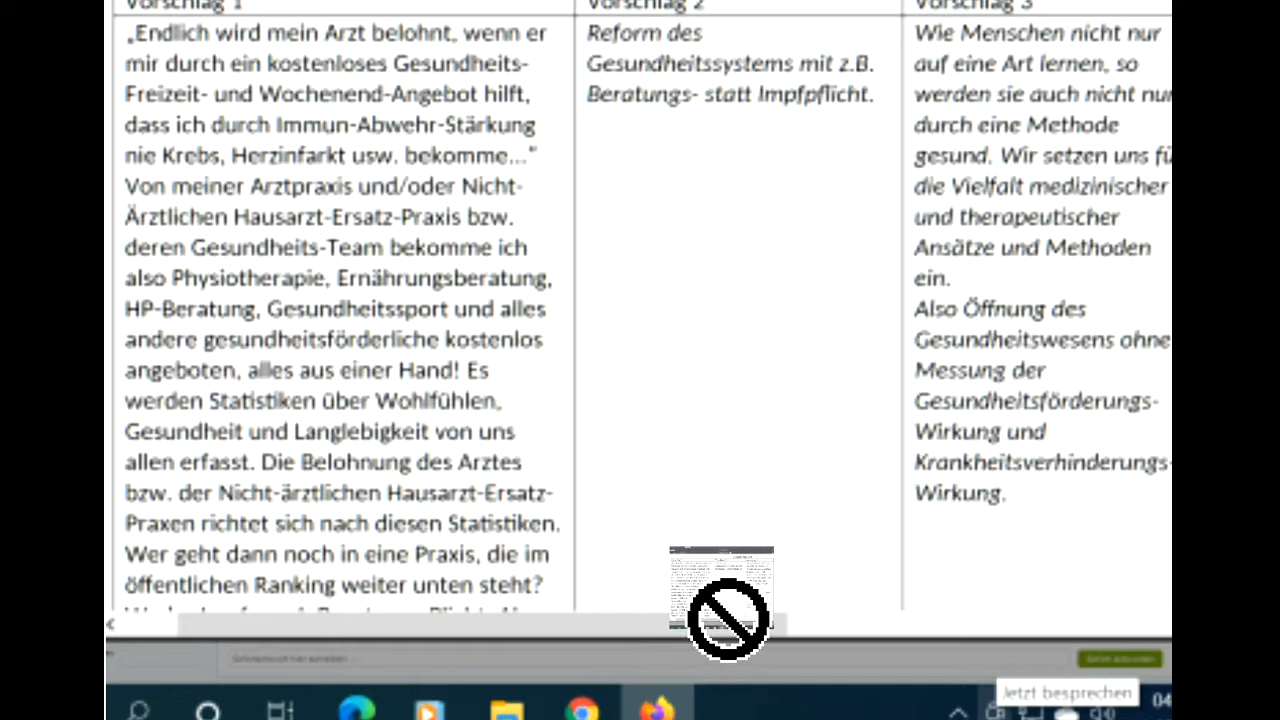 Vorschlag 1
„Endlich wird mein Arzt belohnt, wenn er
mir durch ein kostenloses Gesundheits-
Freizeit- und Wochenend-Angebot hilft,
dass ich durch Immun-Abwehr-Stärkung
nie Krebs, Herzinfarkt usw. bekomme..."
Von meiner Arztpraxis und/oder Nicht-
Ärztlichen Hausarzt-Ersatz-Praxis bzw.
deren Gesundheits-Team bekomme ich
also Physiotherapie, Ernährungsberatung,
HP-Beratung, Gesundheitssport und alles
andere gesundheitsförderliche kostenlos
angeboten, alles aus einer Hand! Es
werden Statistiken über Wohlfühlen,
Gesundheit und Langlebigkeit von uns
allen erfasst. Die Belohnung des Arztes
bzw. der Nicht-ärztlichen Hausarzt-Ersatz-
Praxen richtet sich nach diesen Statistiken.
Wer geht dann noch in eine Praxis, die im
öffentlichen Ranking weiter unten steht?
Vorschlag 2
Reform des
Gesundheitssystems mit z.B.
Beratungs- statt Impfpflicht.
Vorschlag 3
Wie Menschen nicht nur
auf eine Art lernen, so
werden sie auch nicht nur
durch eine Methode
gesund. Wir setzen uns fü
die Vielfalt medizinischer
und therapeutischer
Ansätze und Methoden
ein.
Also Öffnung des
Gesundheitswesens ohne
Messung der
Gesundheitsförderungs-
Wirkung und
Krankheitsverhinderungs-
Wirkung.
Jetzt besprechen
04